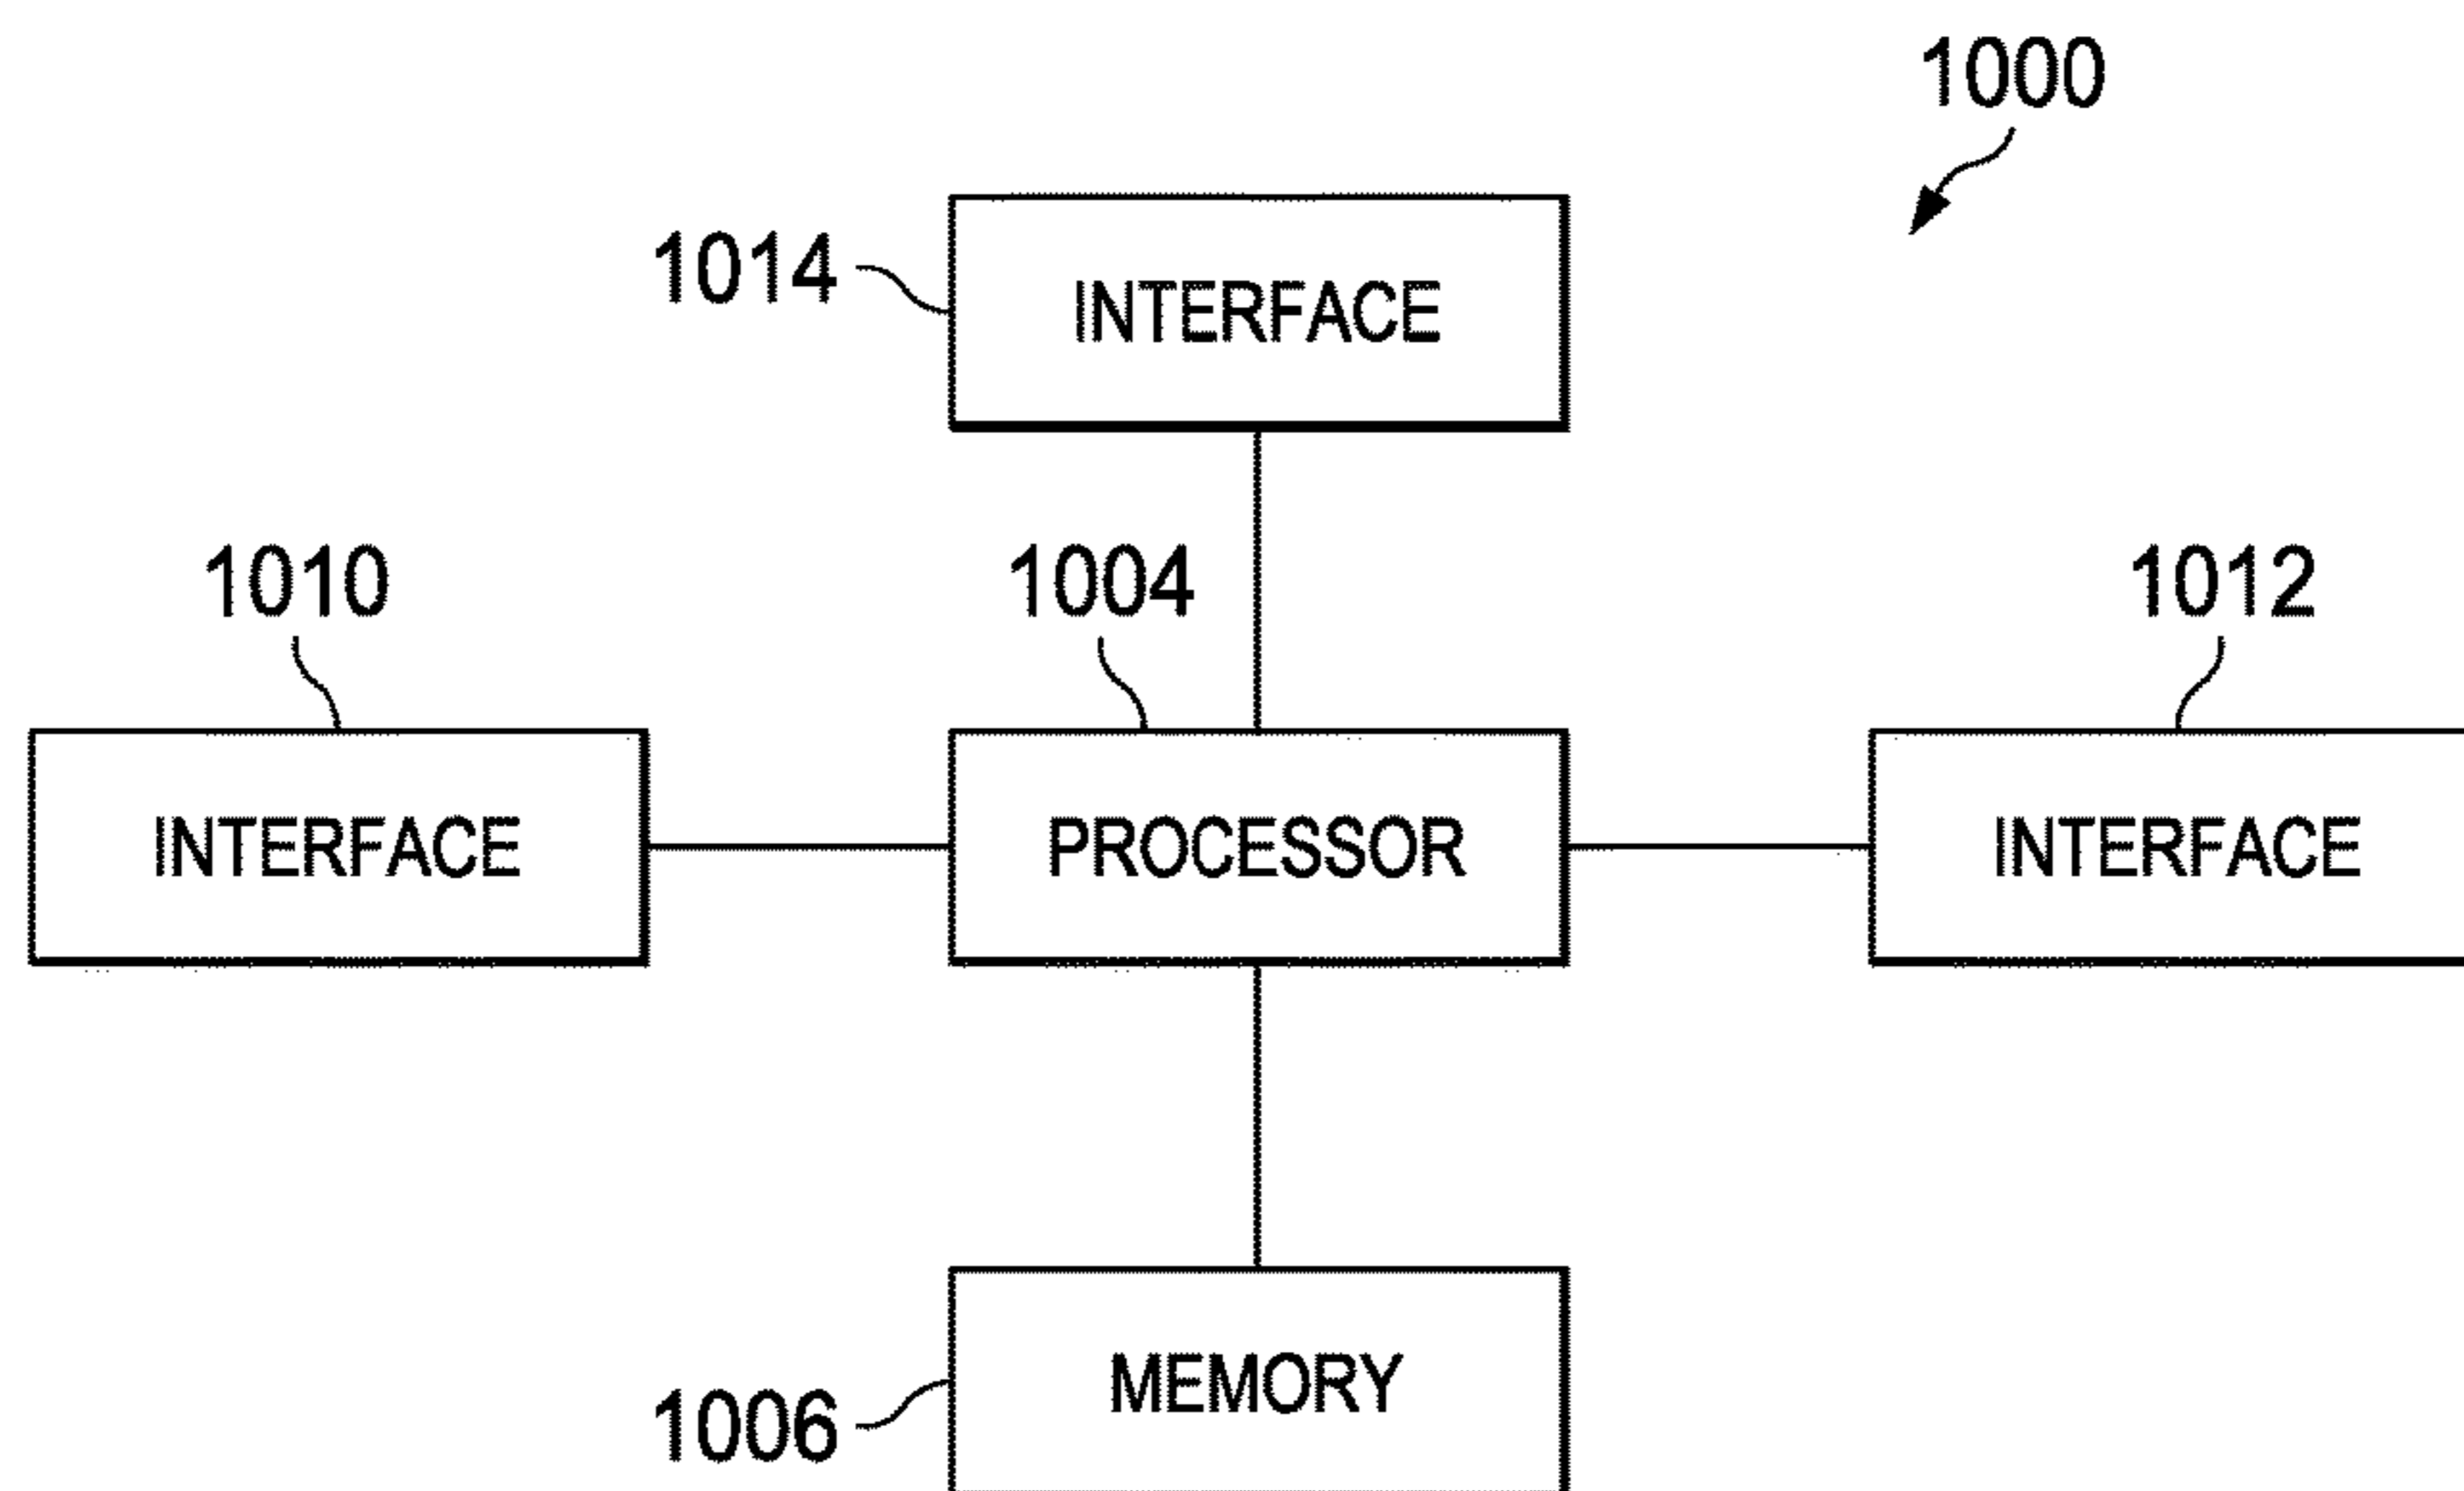 1000
1014
INTERFACE
1010
1004
1012
INTERFACE
PROCESSOR
INTERFACE
MEMORY
1006